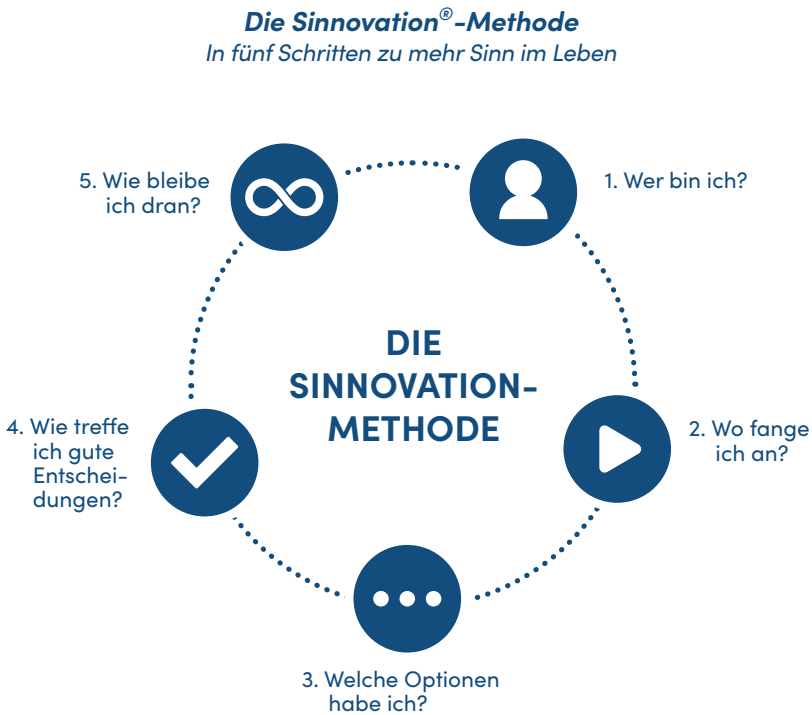 Die Sinnovation®-Methode
In fünf Schritten zu mehr Sinn im Leben
5. Wie bleibe
ich dran?
1. Wer bin ich?
DIE
SINNOVATION-
METHODE
4. Wie treffe
ich gute
Entschei-
dungen?
2. Wo fange
ich an?
3. Welche Optionen
habe ich?